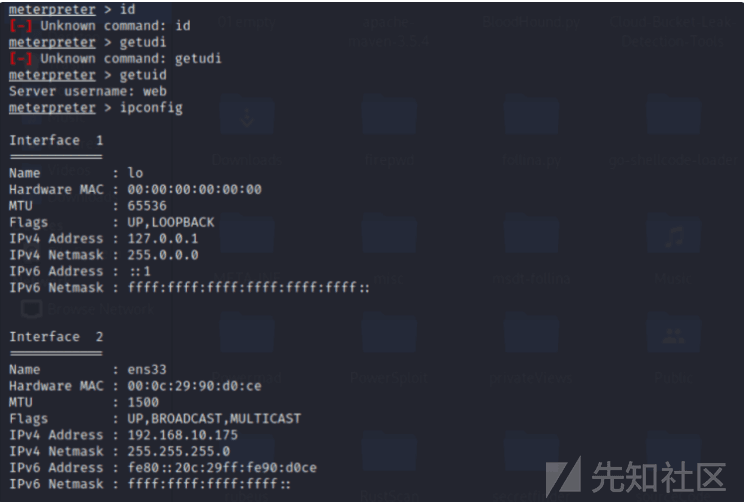 meterpreter > id
[-] Unknown command: id
meterpreter > getudi
[-] Unknown command: getudi
meterpreter > getuid
Server username: web
meterpreter > ipconfig
Interface  1
============
Name         : lo
Hardware MAC : 00:00:00:00:00:00
MTU          : 65536
Flags        : UP,LOOPBACK
IPv4 Address : 127.0.0.1
IPv4 Netmask : 255.0.0.0
IPv6 Address : ::1
IPv6 Netmask : ffff:ffff:ffff:ffff:ffff:ffff::
Interface  2
============
Name         : ens33
Hardware MAC : 00:0c:29:90:d0:ce
MTU          : 1500
Flags        : UP,BROADCAST,MULTICAST
IPv4 Address : 192.168.10.175
IPv4 Netmask : 255.255.255.0
IPv6 Address : fe80::20c:29ff:fe90:d0ce
IPv6 Netmask : ffff:ffff:ffff:ffff::
先知社区